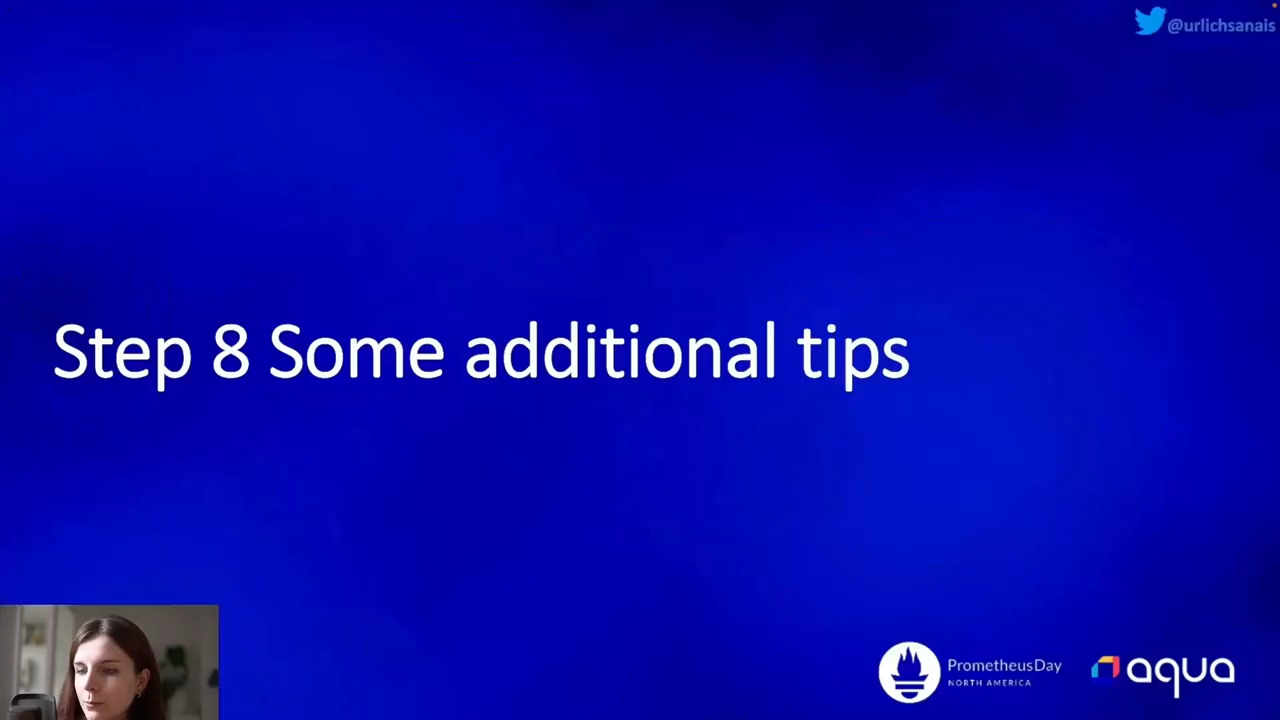 @urlichsanais
Step 8 Some additional tips
PrometheusDay
NORTH AMERICA
aqua